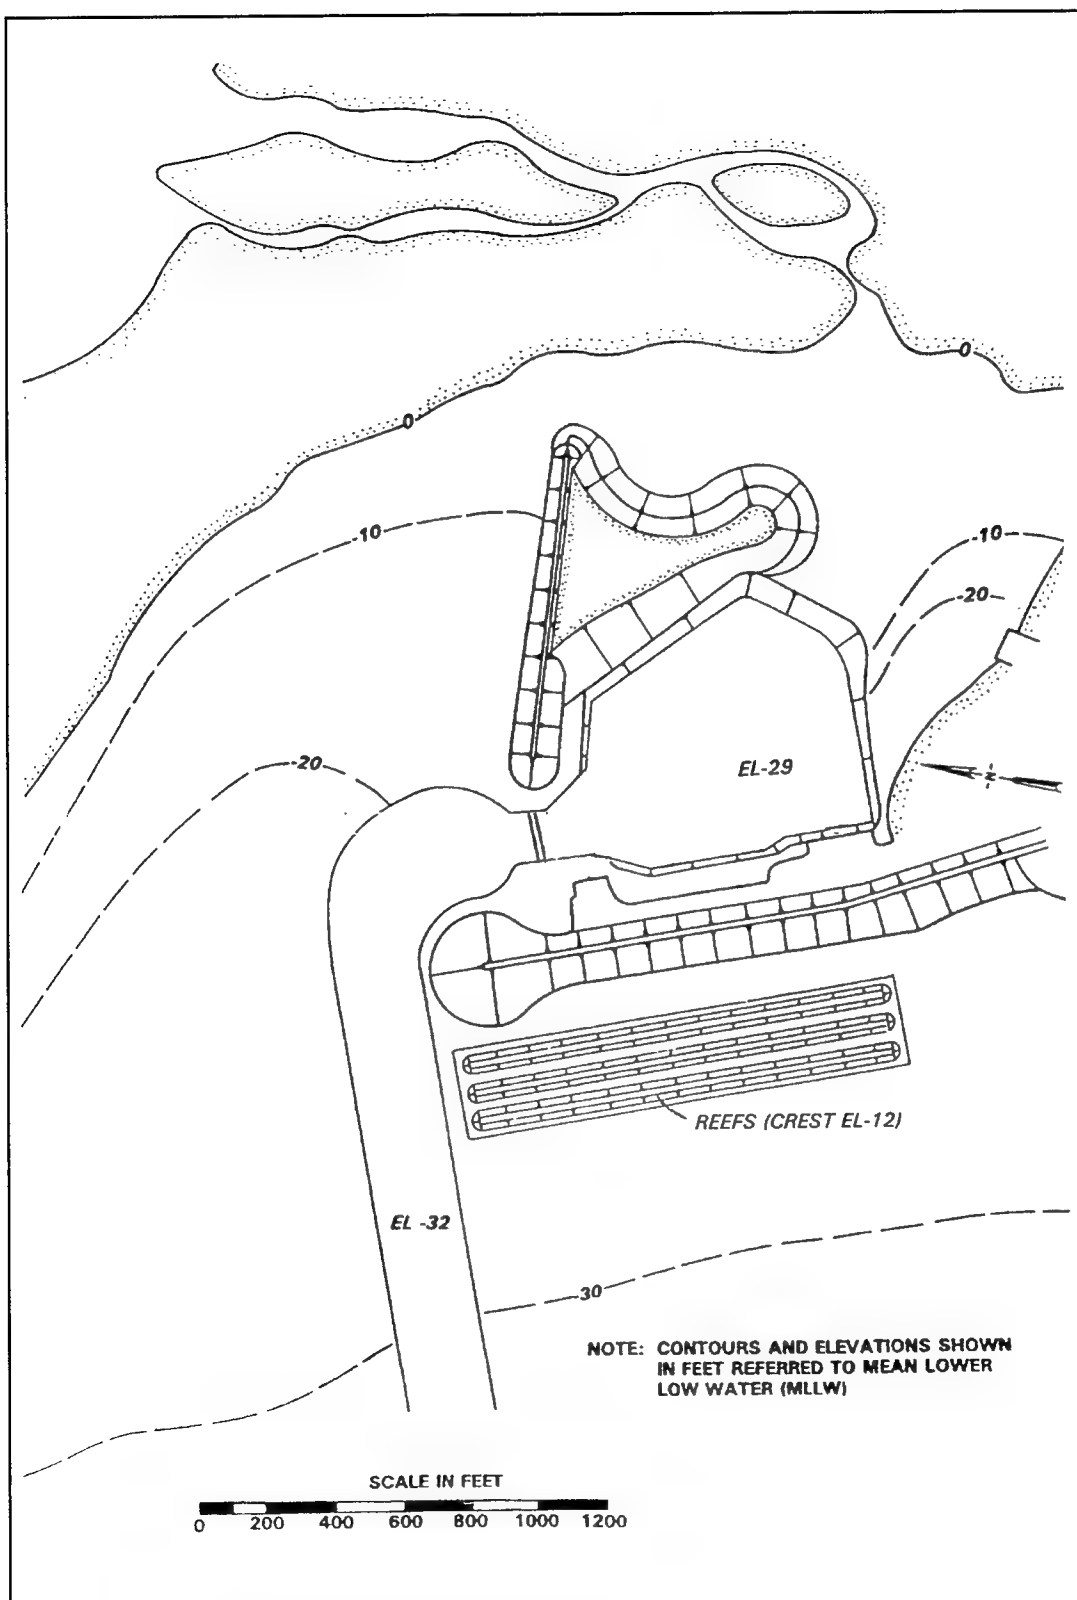 0
0
-10
-10
-20
-20
EL-29
N
REEFS (CREST EL-12)
EL -32
-30
NOTE: CONTOURS AND ELEVATIONS SHOWN
IN FEET REFERRED TO MEAN LOWER
LOW WATER (MLLW)
SCALE IN FEET
0 200 400 600 800 1000 1200